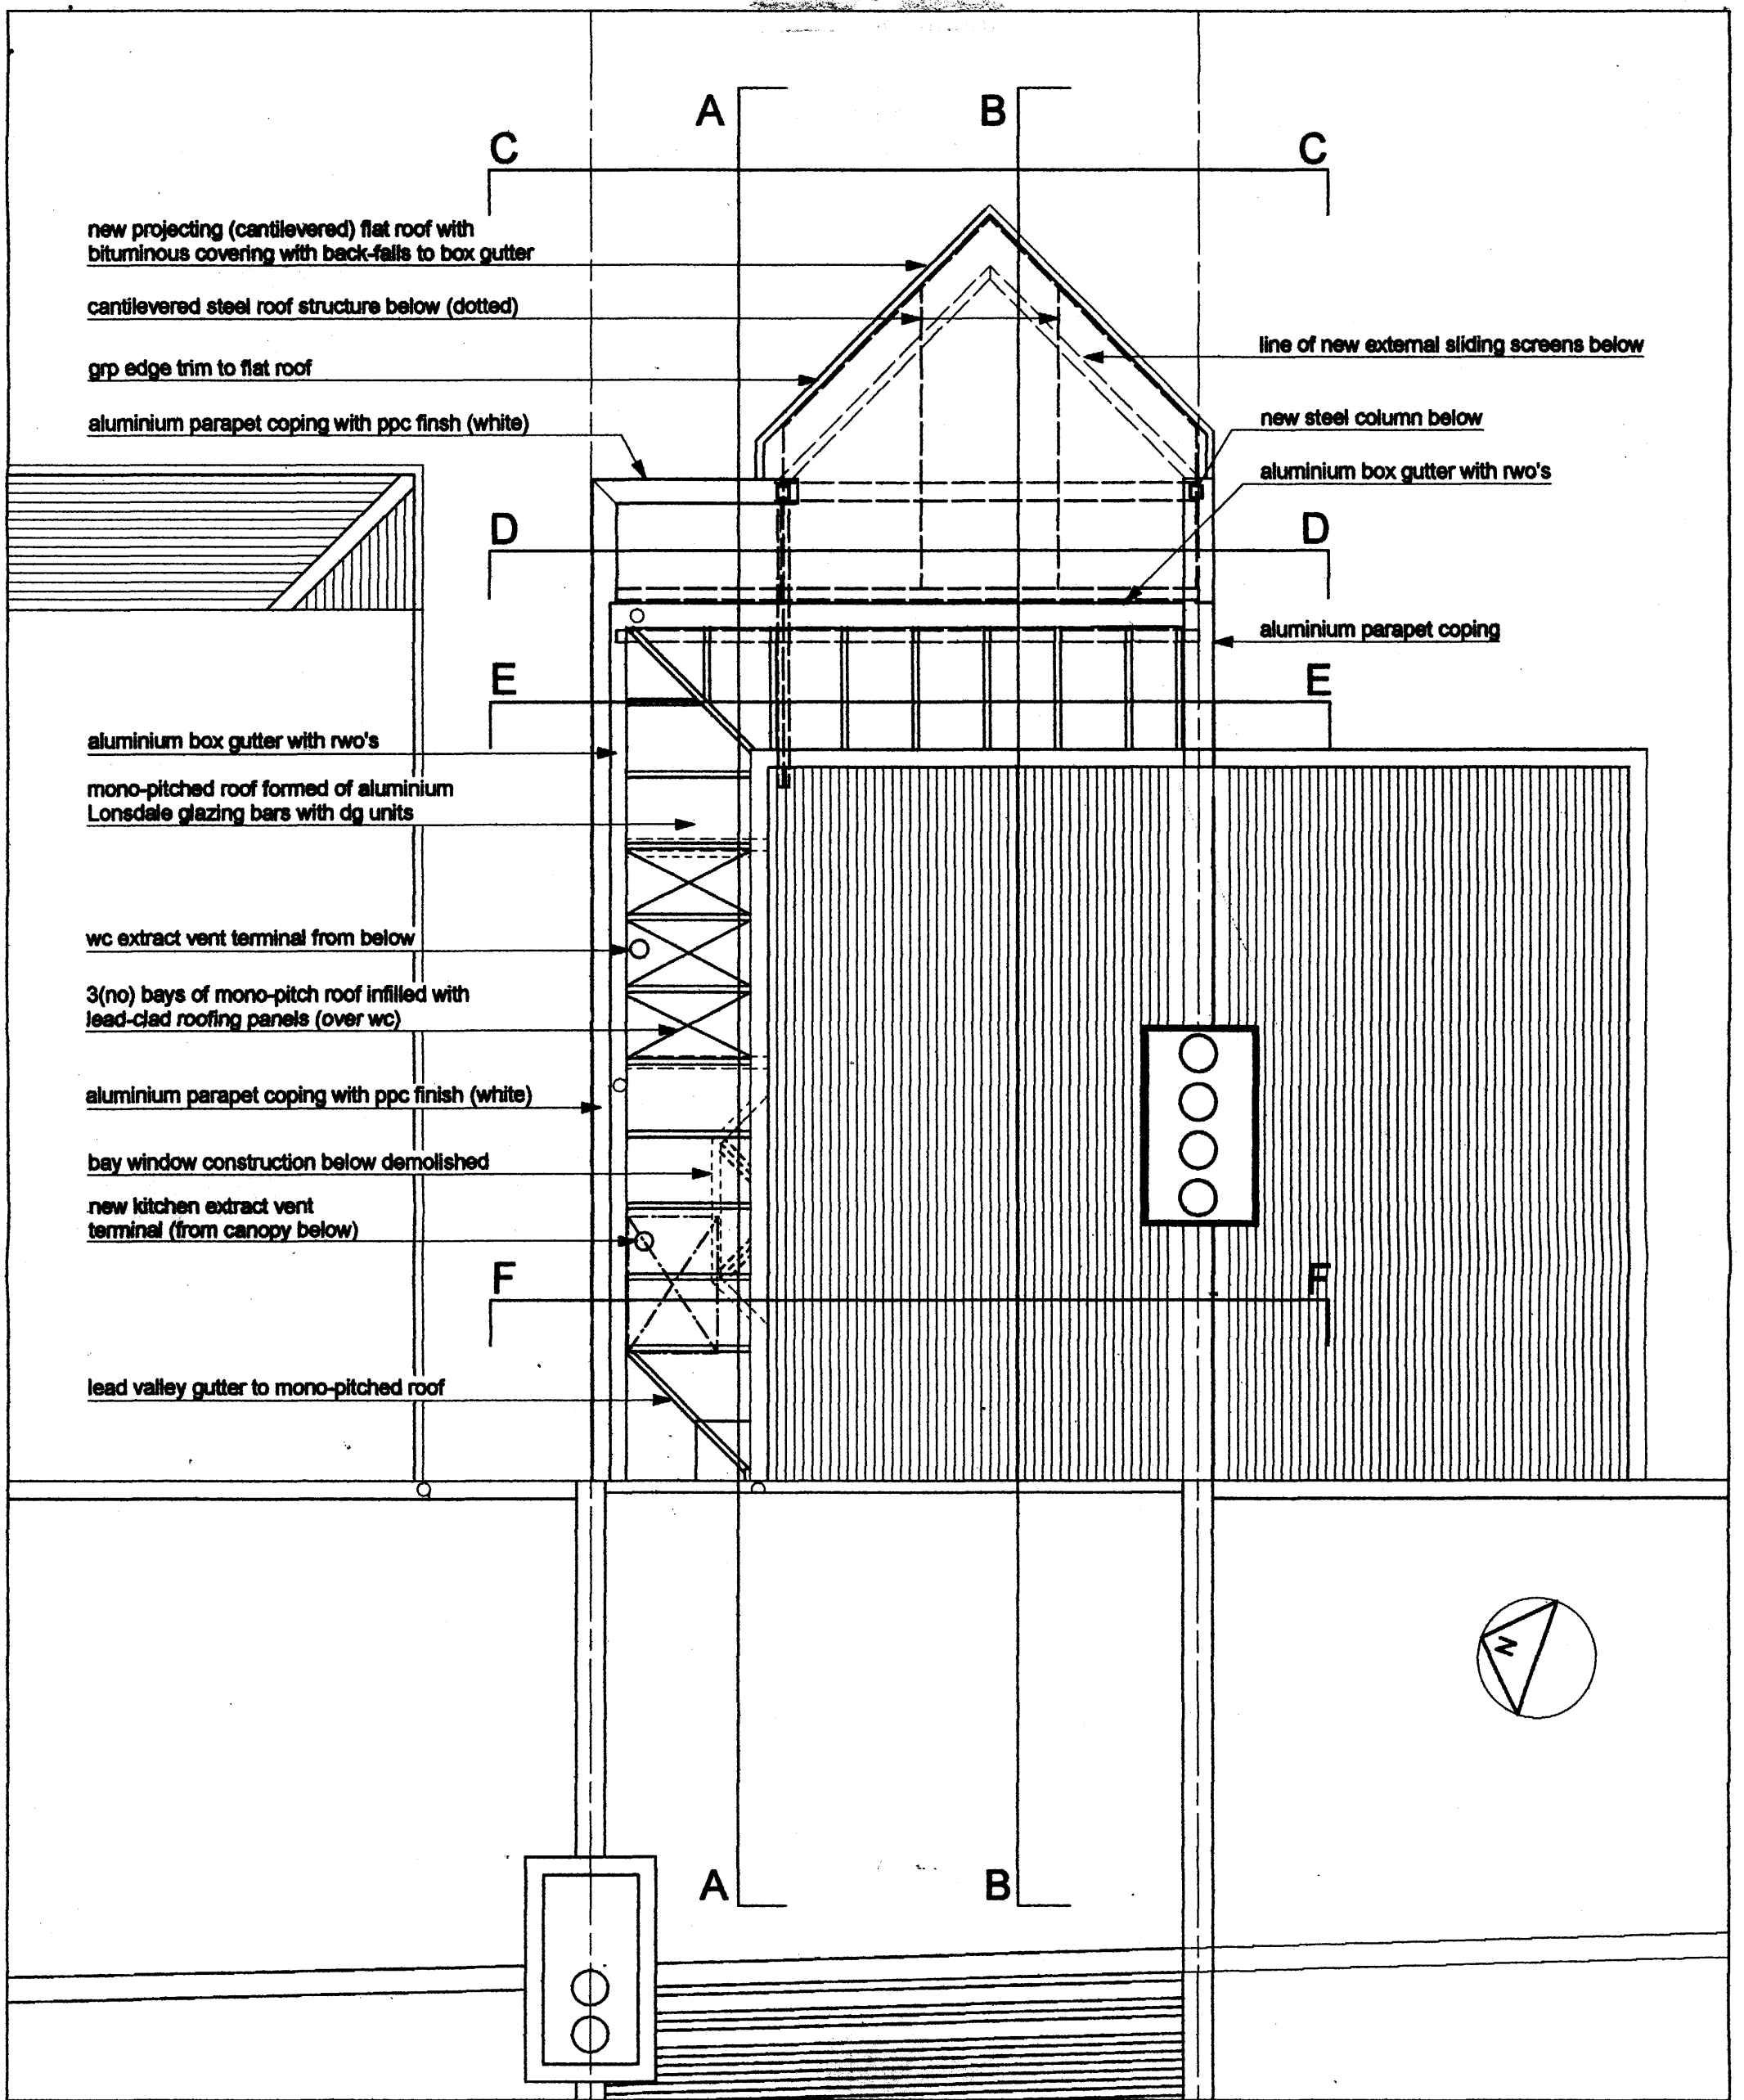 A
B
C
C
new projecting (cantilevered) flat roof with
bituminous covering with back-falls to box gutter
cantilevered steel roof structure below (dotted)
line of new external sliding screens below
grp edge trim to flat roof
aluminium parapet coping with ppc finsh (white)
new steel column below
aluminium box gutter with rwo's
D
D
aluminium parapet coping
E
E
aluminium box gutter with rwo's
mono-pitched roof formed of aluminium
Lonsdale glazing bars with dg units
wc extract vent terminal from below
3(no) bays of mono-pitch roof infilled with
lead-clad roofing panels (over wc)
aluminium parapet coping with ppc finish (white)
bay window construction below demolished
new kitchen extract vent
terminal (from canopy below)
F
F
lead valley gutter to mono-pitched roof
N
A
B